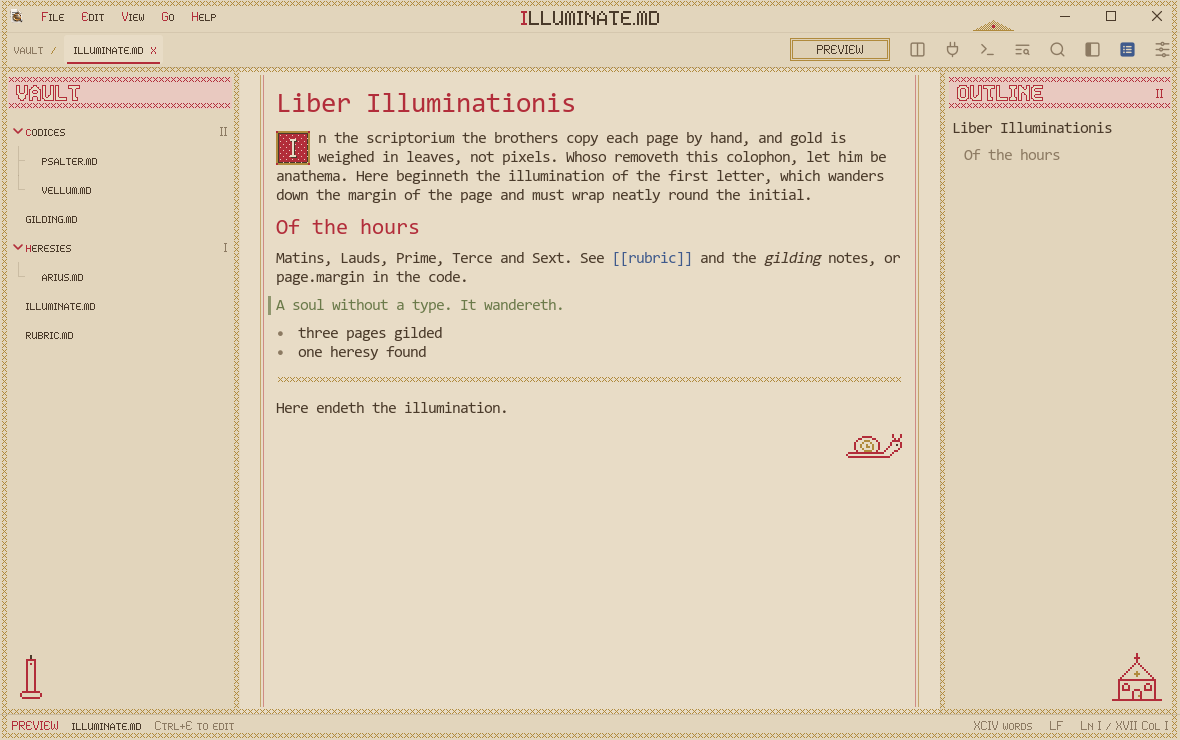 File Edit View Go Help
ILLUMINATE.MD
VAULT / ILLUMINATE.MD X
PREVIEW
VAULT
CODICES II
PSALTER.MD
VELLUM.MD
GILDING.MD
HERESIES I
ARIUS.MD
ILLUMINATE.MD
RUBRIC.MD
Liber Illuminationis
In the scriptorium the brothers copy each page by hand, and gold is
weighed in leaves, not pixels. Whoso removeth this colophon, let him be
anathema. Here beginneth the illumination of the first letter, which wanders
down the margin of the page and must wrap neatly round the initial.
Of the hours
Matins, Lauds, Prime, Terce and Sext. See [[rubric]] and the gilding notes, or
page.margin in the code.
A soul without a type. It wandereth.
• three pages gilded
• one heresy found
Here endeth the illumination.
OUTLINE II
Liber Illuminationis
Of the hours
PREVIEW ILLUMINATE.MD Ctrl+E to edit
XCIV words LF Ln I / XVII Col I